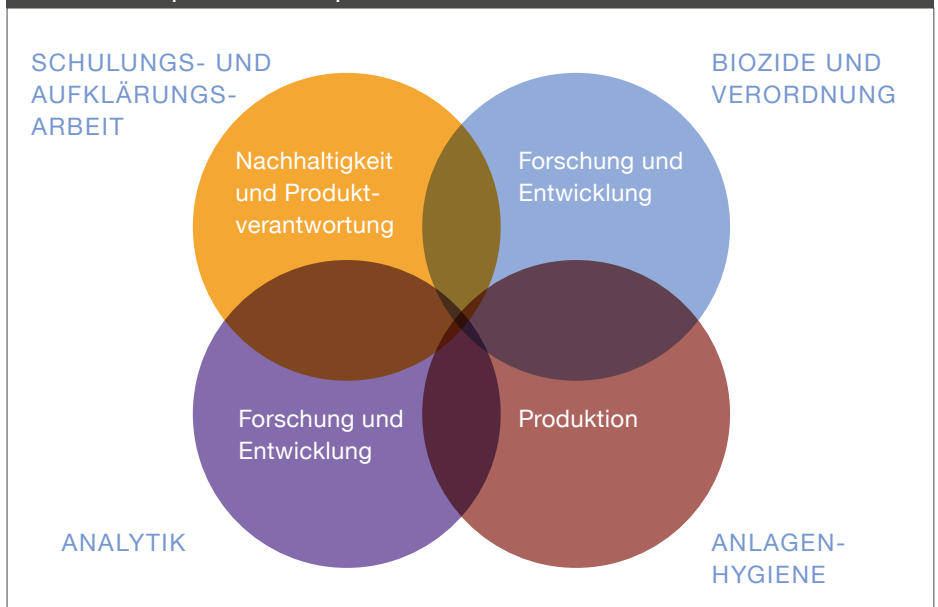 SCHULUNGS- UND
AUFKLÄRUNGS-
ARBEIT
BIOZIDE UND
VERORDNUNG
Nachhaltigkeit
und Produkt-
verantwortung
Forschung und
Entwicklung
Forschung und
Entwicklung
Produktion
ANALYTIK
ANLAGEN-
HYGIENE